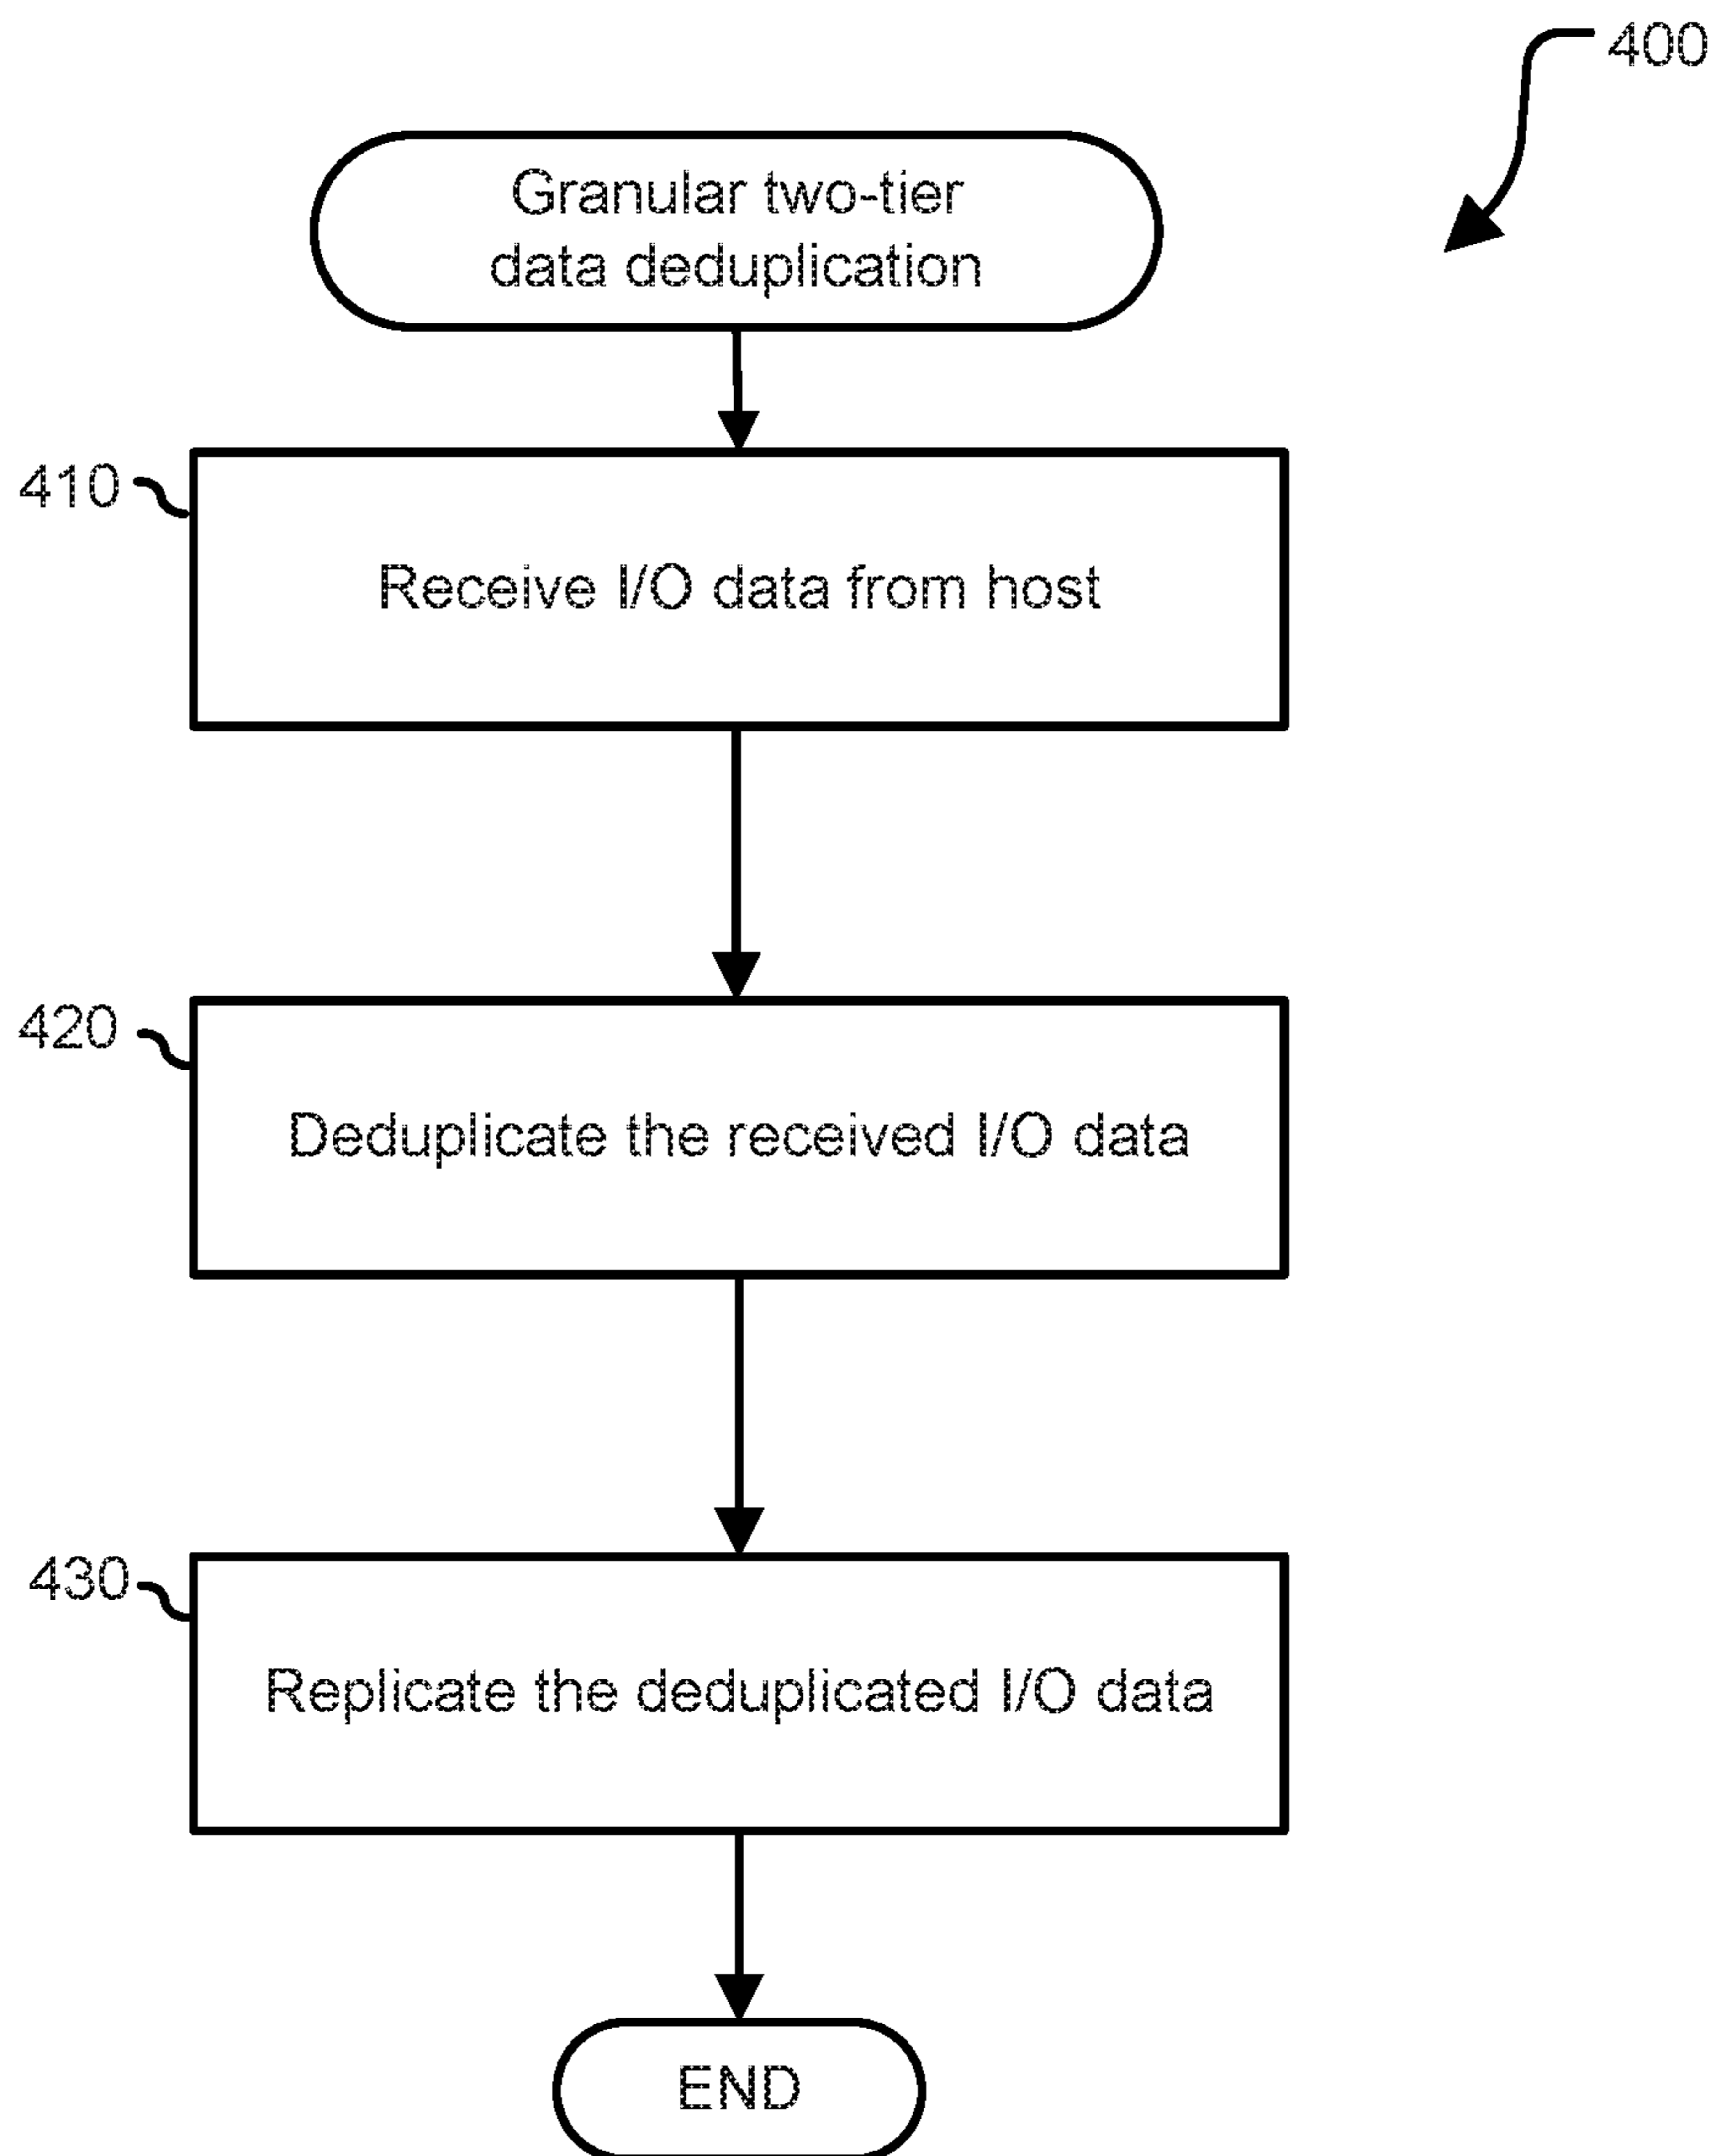 400
Granular two-tier
data deduplication
410
Receive I/O data from host
420
Deduplicate the received I/O data
430
Replicate the deduplicated I/O data
END